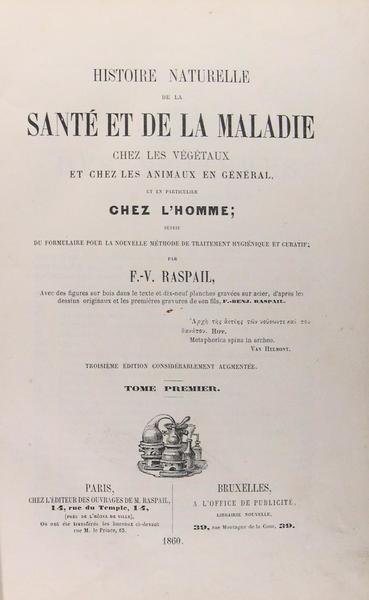 HISTOIRE NATURELLE
DE LA
SANTÉ ET DE LA MALADIE
CHEZ LES VÉGÉTAUX
ET CHEZ LES ANIMAUX EN GÉNÉRAL,
ET EN PARTICULIER
CHEZ L'HOMME;
SUIVIE
DU FORMULAIRE POUR LA NOUVELLE MÉTHODE DE TRAITEMENT HYGIÉNIQUE ET CURATIF;
PAR
F.-V. RASPAIL,
Avec des figures sur bois dans le texte et dix-neuf planches gravées sur acier, d'après les
dessins originaux et les premières gravures de son fils, F.-BENJ. RASPAIL.
Ἀρχὴ τῆς
καὶ τοῦ
θανάτου. HIPP.
Metaphorica spina in archeo.
VAN HELMONT.
TROISIÈME ÉDITION CONSIDÉRABLEMENT AUGMENTÉE.
TOME PREMIER.
PARIS,
CHEZ L'ÉDITEUR DES OUVRAGES DE M. RASPAIL,
14, rue du Temple, 14,
(PRÈS DE L'HÔTEL DE VILLE),
Où ont été transférés les bureaux ci-devant
rue M. le Prince, 63.
BRUXELLES,
A L'OFFICE DE PUBLICITÉ,
LIBRAIRIE NOUVELLE,
39, rue Montagne de la Cour, 39.
1860.